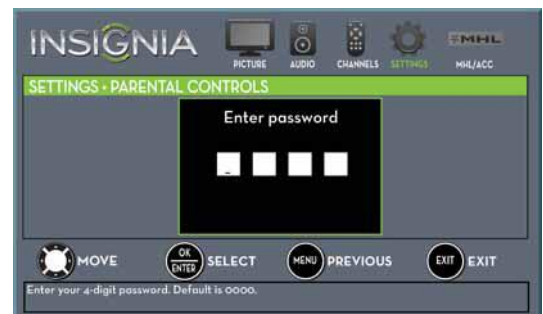 INSIGNIA
PICTURE AUDIO CHANNELS SETTINGS MHL/ACC
MHL
SETTINGS • PARENTAL CONTROLS
Enter password
MOVE OK ENTER SELECT MENU PREVIOUS EXIT EXIT
Enter your 4-digit password. Default is 0000.